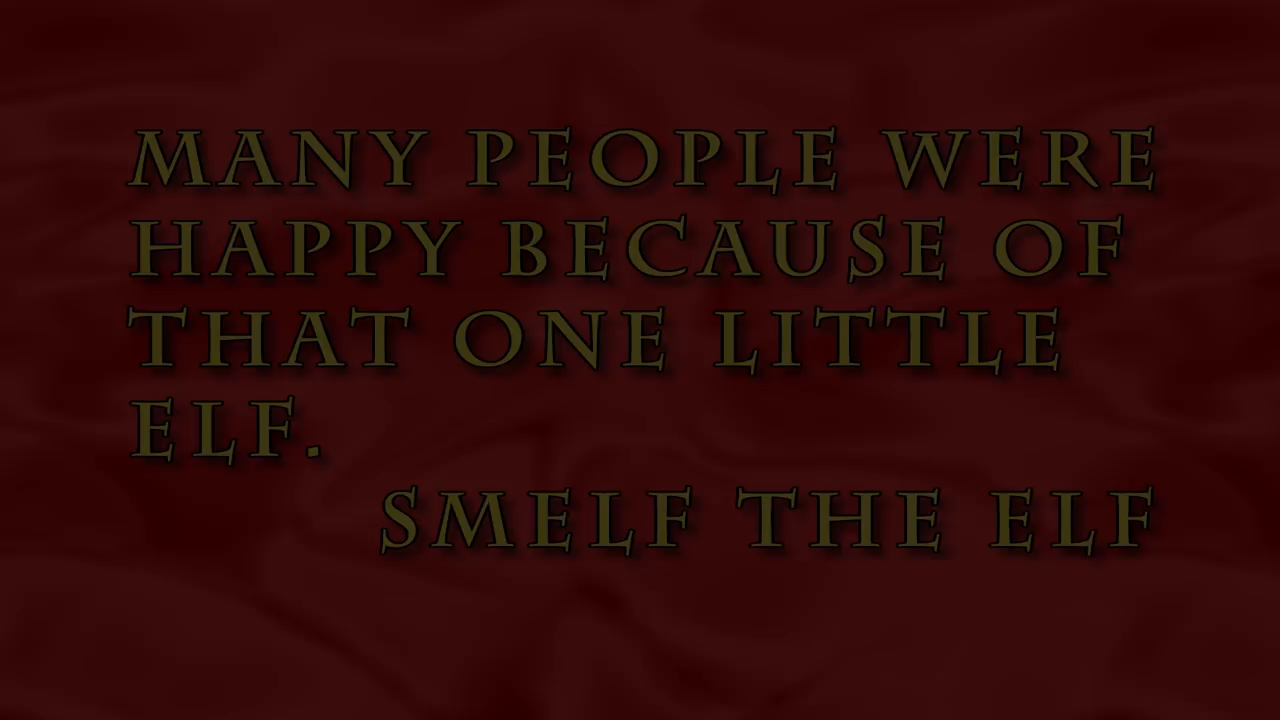 MANY PEOPLE WERE
HAPPY BECAUSE OF
THAT ONE LITTLE
ELF.
SMELF THE ELF